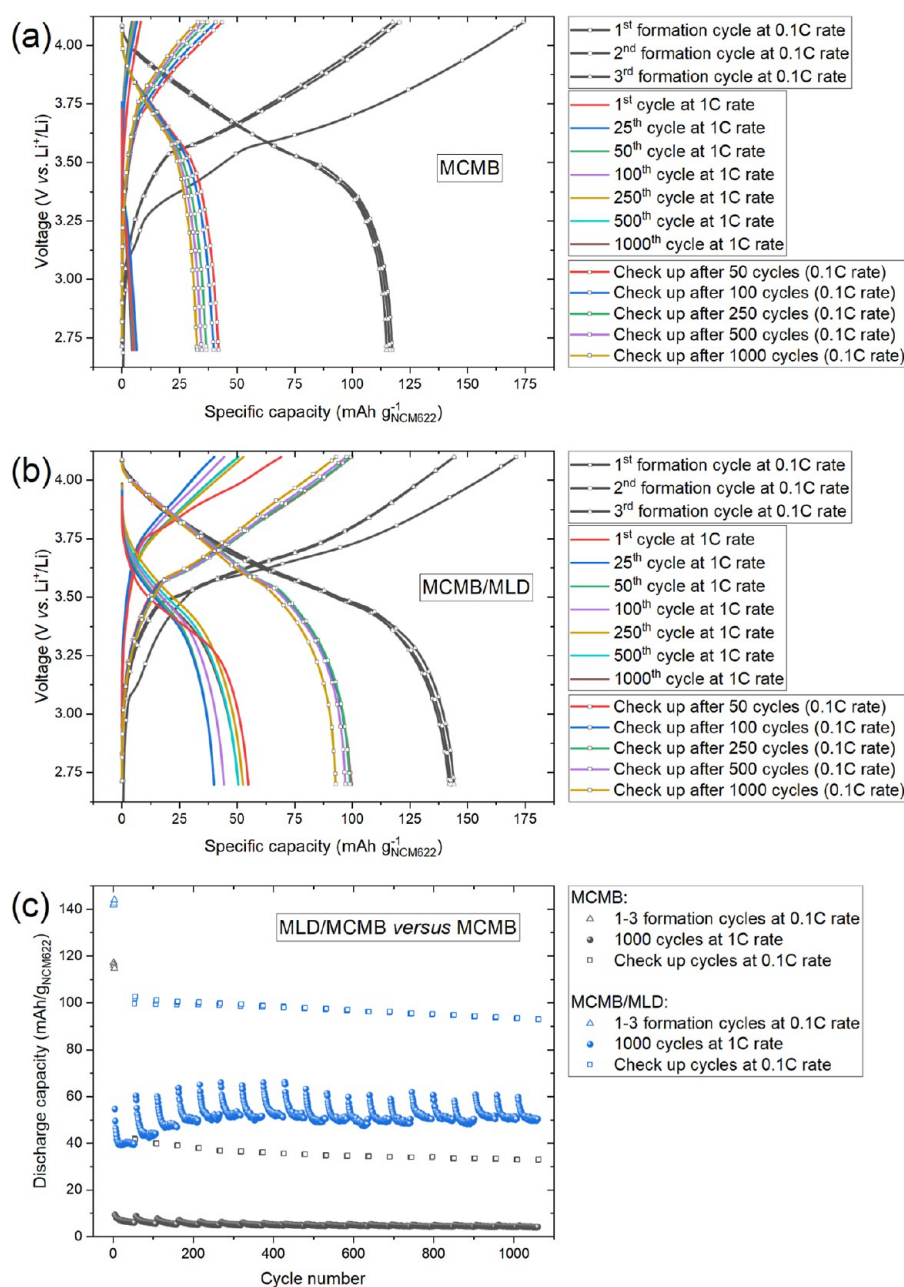 (a)
4.00
3.75
3.50
3.25
3.00
2.75
Voltage (V vs. Li⁺/Li)
MCMB
0 25 50 75 100 125 150 175
Specific capacity (mAh g⁻¹NCM622)
1st formation cycle at 0.1C rate
2nd formation cycle at 0.1C rate
3rd formation cycle at 0.1C rate
1st cycle at 1C rate
25th cycle at 1C rate
50th cycle at 1C rate
100th cycle at 1C rate
250th cycle at 1C rate
500th cycle at 1C rate
1000th cycle at 1C rate
Check up after 50 cycles (0.1C rate)
Check up after 100 cycles (0.1C rate)
Check up after 250 cycles (0.1C rate)
Check up after 500 cycles (0.1C rate)
Check up after 1000 cycles (0.1C rate)
(b)
4.00
3.75
3.50
3.25
3.00
2.75
Voltage (V vs. Li⁺/Li)
MCMB/MLD
0 25 50 75 100 125 150 175
Specific capacity (mAh g⁻¹NCM622)
1st formation cycle at 0.1C rate
2nd formation cycle at 0.1C rate
3rd formation cycle at 0.1C rate
1st cycle at 1C rate
25th cycle at 1C rate
50th cycle at 1C rate
100th cycle at 1C rate
250th cycle at 1C rate
500th cycle at 1C rate
1000th cycle at 1C rate
Check up after 50 cycles (0.1C rate)
Check up after 100 cycles (0.1C rate)
Check up after 250 cycles (0.1C rate)
Check up after 500 cycles (0.1C rate)
Check up after 1000 cycles (0.1C rate)
(c)
140
120
100
80
60
40
20
0
Discharge capacity (mAh/gNCM622)
MLD/MCMB versus MCMB
0 200 400 600 800 1000
Cycle number
MCMB:
1-3 formation cycles at 0.1C rate
1000 cycles at 1C rate
Check up cycles at 0.1C rate
MCMB/MLD:
1-3 formation cycles at 0.1C rate
1000 cycles at 1C rate
Check up cycles at 0.1C rate